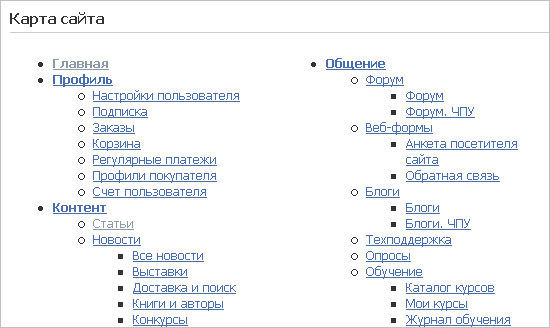 Карта сайта
Главная
Профиль
Настройки пользователя
Подписка
Заказы
Корзина
Регулярные платежи
Профили покупателя
Счет пользователя
Контент
Статьи
Новости
Все новости
Выставки
Доставка и поиск
Книги и авторы
Конкурсы
Общение
Форум
Форум
Форум. ЧПУ
Веб-формы
Анкета посетителя
сайта
Обратная связь
Блоги
Блоги
Блоги. ЧПУ
Техподдержка
Опросы
Обучение
Каталог курсов
Мои курсы
Журнал обучения